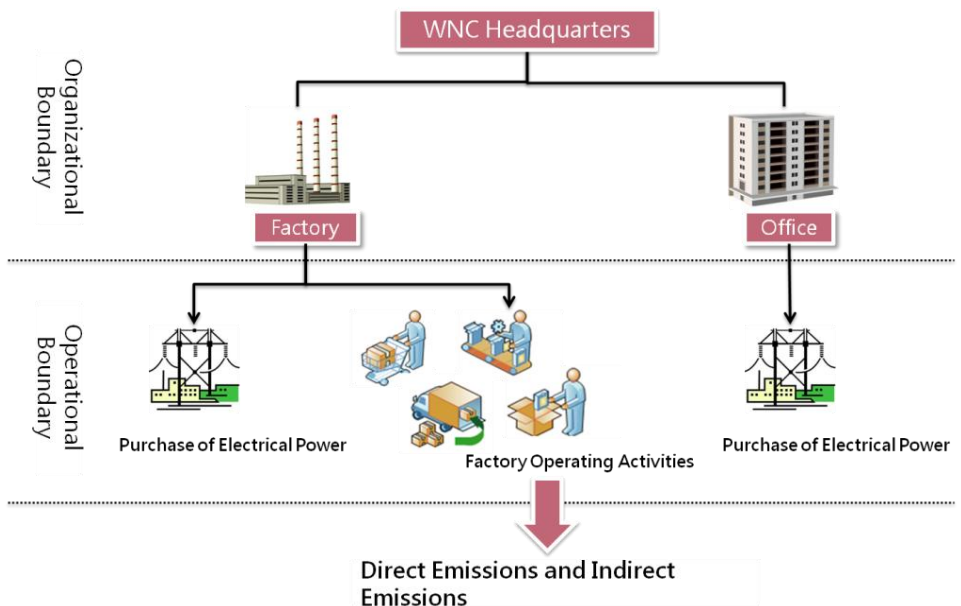 WNC Headquarters
Organizational
Boundary
Factory
Office
Operational
Boundary
Purchase of Electrical Power
Factory Operating Activities
Purchase of Electrical Power
Direct Emissions and Indirect
Emissions